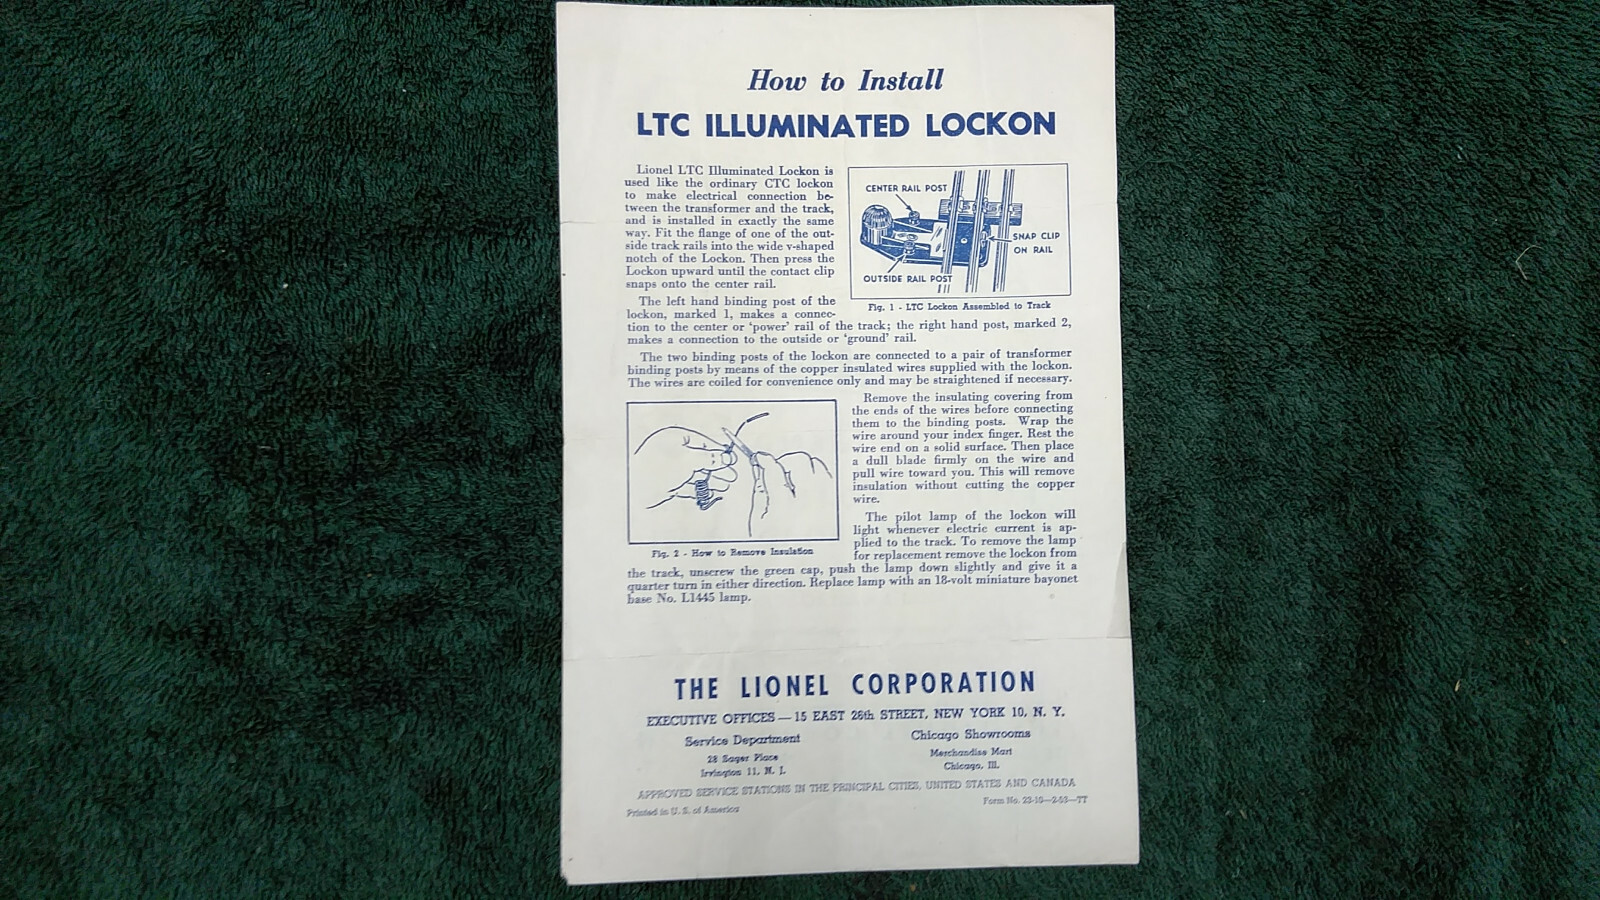 How to Install
LTC ILLUMINATED LOCKON
Lionel LTC Illuminated Lockon is
used like the ordinary CTC lockon
to make electrical connection be-
tween the transformer and the track,
and is installed in exactly the same
way. Fit the flange of one of the out-
side track rails into the wide v-shaped
notch of the Lockon. Then press the
Lockon upward until the contact clip
snaps onto the center rail.
CENTER RAIL POST
SNAP CLIP
ON RAIL
OUTSIDE RAIL POST
Fig. 1 - LTC Lockon Assembled to Track
The left hand binding post of the
lockon, marked 1, makes a connec-
tion to the center or 'power' rail of the track; the right hand post, marked 2,
makes a connection to the outside or 'ground' rail.
The two binding posts of the lockon are connected to a pair of transformer
binding posts by means of the copper insulated wires supplied with the lockon.
The wires are coiled for convenience only and may be straightened if necessary.
Remove the insulating covering from
the ends of the wires before connecting
them to the binding posts. Wrap the
wire around your index finger. Rest the
wire end on a solid surface. Then place
a dull blade firmly on the wire and
pull wire toward you. This will remove
insulation without cutting the copper
wire.
Fig. 2 - How to Remove Insulation
The pilot lamp of the lockon will
light whenever electric current is ap-
plied to the track. To remove the lamp
for replacement remove the lockon from
the track, unscrew the green cap, push the lamp down slightly and give it a
quarter turn in either direction. Replace lamp with an 18-volt miniature bayonet
base No. L1445 lamp.
THE LIONEL CORPORATION
EXECUTIVE OFFICES — 15 EAST 26th STREET, NEW YORK 10, N. Y.
Service Department
28 Sager Place
Irvington 11, N. J.
Chicago Showrooms
Merchandise Mart
Chicago, Ill.
APPROVED SERVICE STATIONS IN THE PRINCIPAL CITIES, UNITED STATES AND CANADA
Printed in U. S. of America
Form No. 23-10—2-53—TT